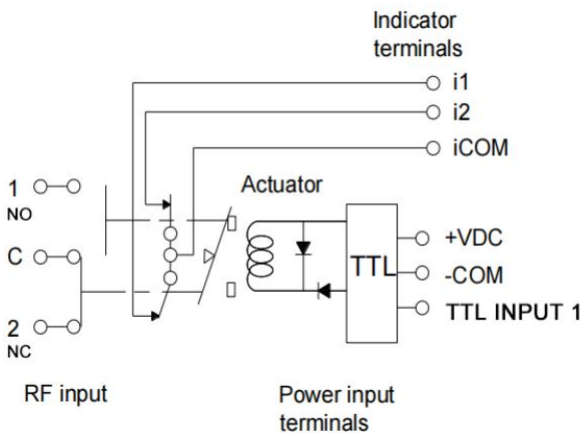 Indicator
terminals
i1
i2
iCOM
Actuator
1
NO
C
2
NC
TTL
+VDC
-COM
TTL INPUT 1
RF input
Power input
terminals